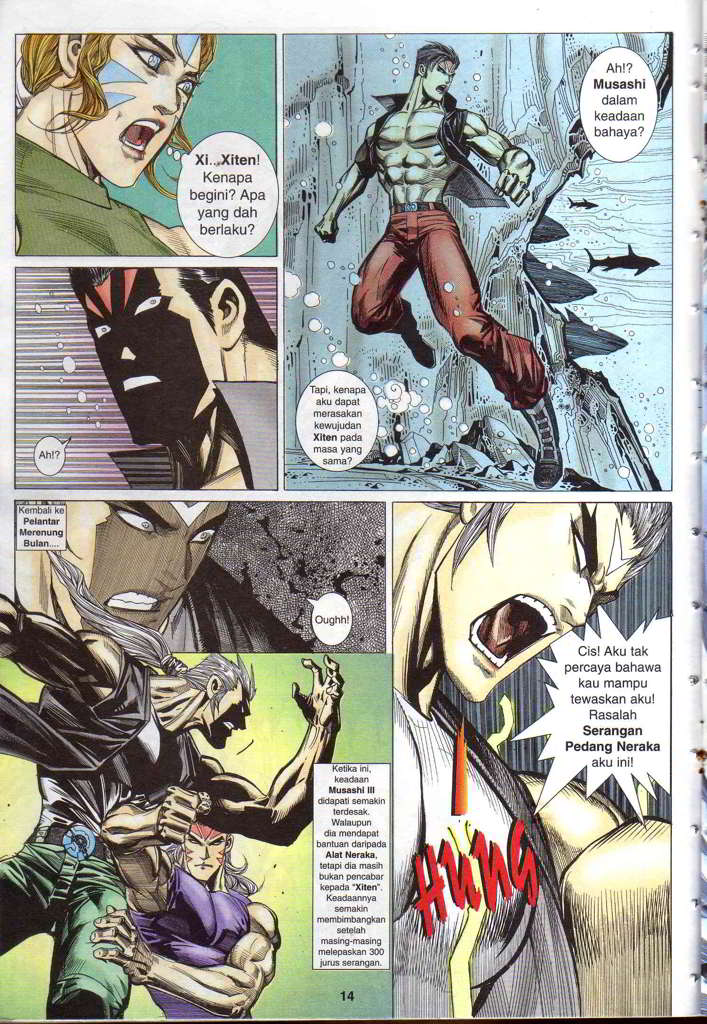 Xi...Xiten!
Kenapa
begini? Apa
yang dah
berlaku?
Ah!?
Musashi
dalam
keadaan
bahaya?
Tapi, kenapa
aku dapat
merasakan
kewujudan
Xiten pada
masa yang
sama?
Ah!?
Kembali ke
Pelantar
Merenung
Bulan....
Oughh!
Cis! Aku tak
percaya bahawa
kau mampu
tewaskan aku!
Rasalah
Serangan
Pedang Neraka
aku ini!
Ketika ini,
keadaan
Musashi III
didapati semakin
terdesak.
Walaupun
dia mendapat
bantuan daripada
Alat Neraka,
tetapi dia masih
bukan pencabar
kepada "Xiten".
Keadaannya
semakin
membimbangkan
setelah
masing-masing
melepaskan 300
jurus serangan.
HUNG
14